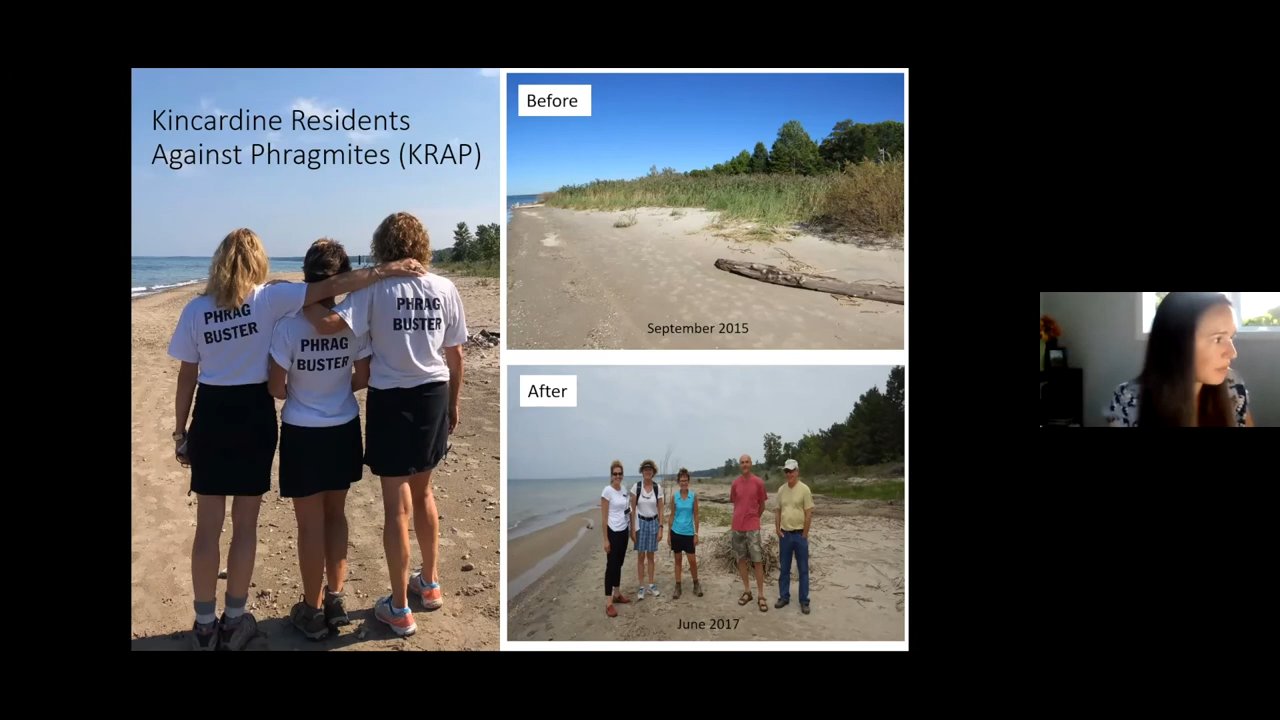 Kincardine Residents
Against Phragmites (KRAP)
PHRAG
BUSTER
PHRAG
BUSTER
PHRAG
BUSTER
Before
September 2015
After
June 2017